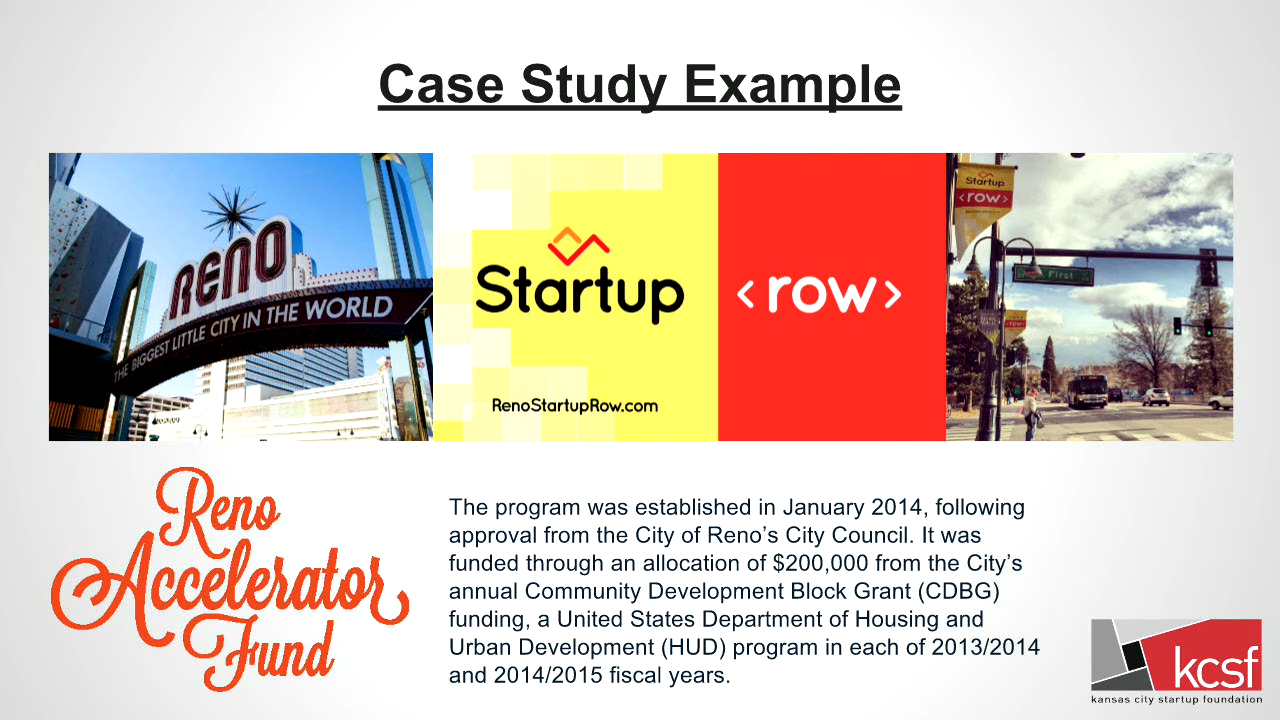 Case Study Example
RENO
THE BIGGEST LITTLE CITY IN THE WORLD
Startup
<row>
RenoStartupRow.com
Startup
<row>
First
Reno
Accelerator
Fund
The program was established in January 2014, following
approval from the City of Reno’s City Council. It was
funded through an allocation of $200,000 from the City’s
annual Community Development Block Grant (CDBG)
funding, a United States Department of Housing and
Urban Development (HUD) program in each of 2013/2014
and 2014/2015 fiscal years.
kcsf
kansas city startup foundation